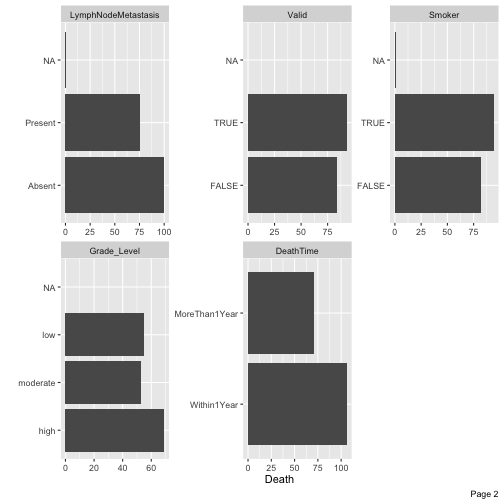 LymphNodeMetastasis
NA
Present
Absent
0 25 50 75 100
Valid
NA
TRUE
FALSE
0 25 50 75
Smoker
NA
TRUE
FALSE
0 25 50 75
Grade_Level
NA
low
moderate
high
0 20 40 60
DeathTime
MoreThan1Year
Within1Year
0 25 50 75 100
Death
Page 2